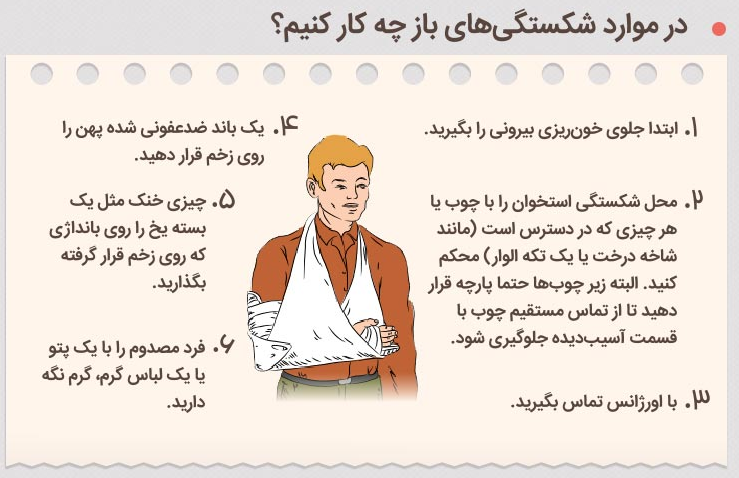 در موارد شکستگی‌های باز چه کار کنیم؟
۱. ابتدا جلوی خون‌ریزی بیرونی را بگیرید.
۲. محل شکستگی استخوان را با چوب یا
هر چیزی که در دسترس است (مانند
شاخه درخت یا یک تکه الوار) محکم
کنید. البته زیر چوب‌ها حتما پارچه قرار
دهید تا از تماس مستقیم چوب با
قسمت آسیب‌دیده جلوگیری شود.
۳. با اورژانس تماس بگیرید.
۴. یک باند ضدعفونی شده پهن را
روی زخم قرار دهید.
۵. چیزی خنک مثل یک
بسته یخ را روی بانداژی
که روی زخم قرار گرفته
بگذارید.
۶. فرد مصدوم را با یک پتو
یا یک لباس گرم، گرم نگه
دارید.